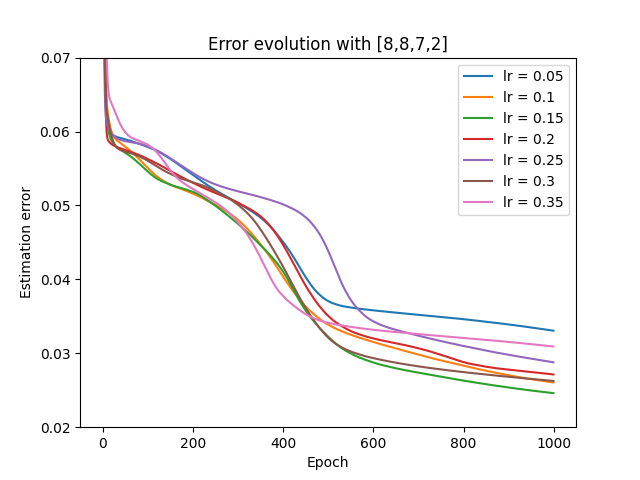 Error evolution with [8,8,7,2]
0.07
0.06
0.05
0.04
0.03
0.02
Estimation error
lr = 0.05
lr = 0.1
lr = 0.15
lr = 0.2
lr = 0.25
lr = 0.3
lr = 0.35
0
200
400
600
800
1000
Epoch